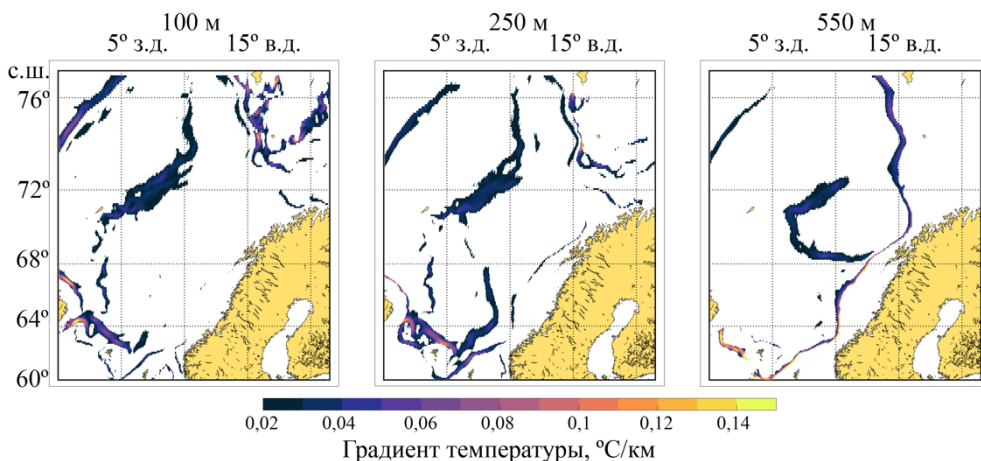 100 м 250 м 550 м
5º з.д. 15º в.д. 5º з.д. 15º в.д. 5º з.д. 15º в.д.
с.ш.
76º
72º
68º
64º
60º
0,02 0,04 0,06 0,08 0,1 0,12 0,14
Градиент температуры, ºС/км